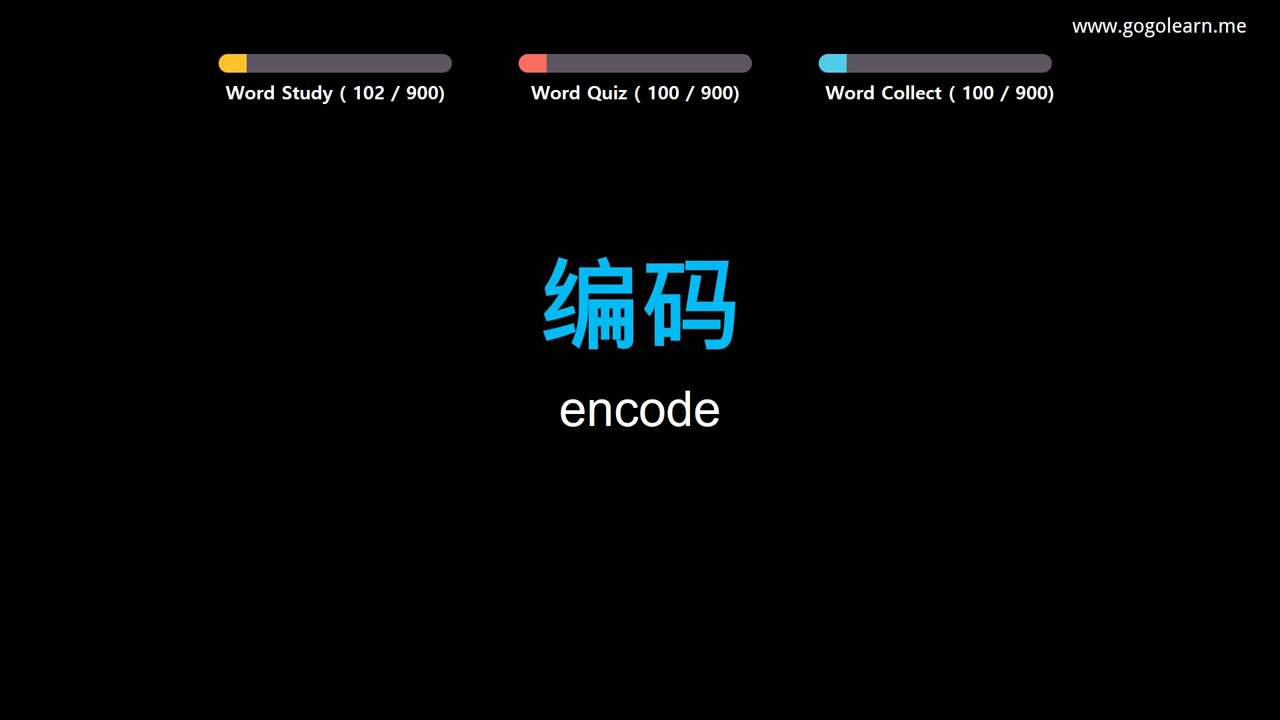 www.gogolearn.me
Word Study ( 102 / 900)
Word Quiz ( 100 / 900)
Word Collect ( 100 / 900)
编码
encode